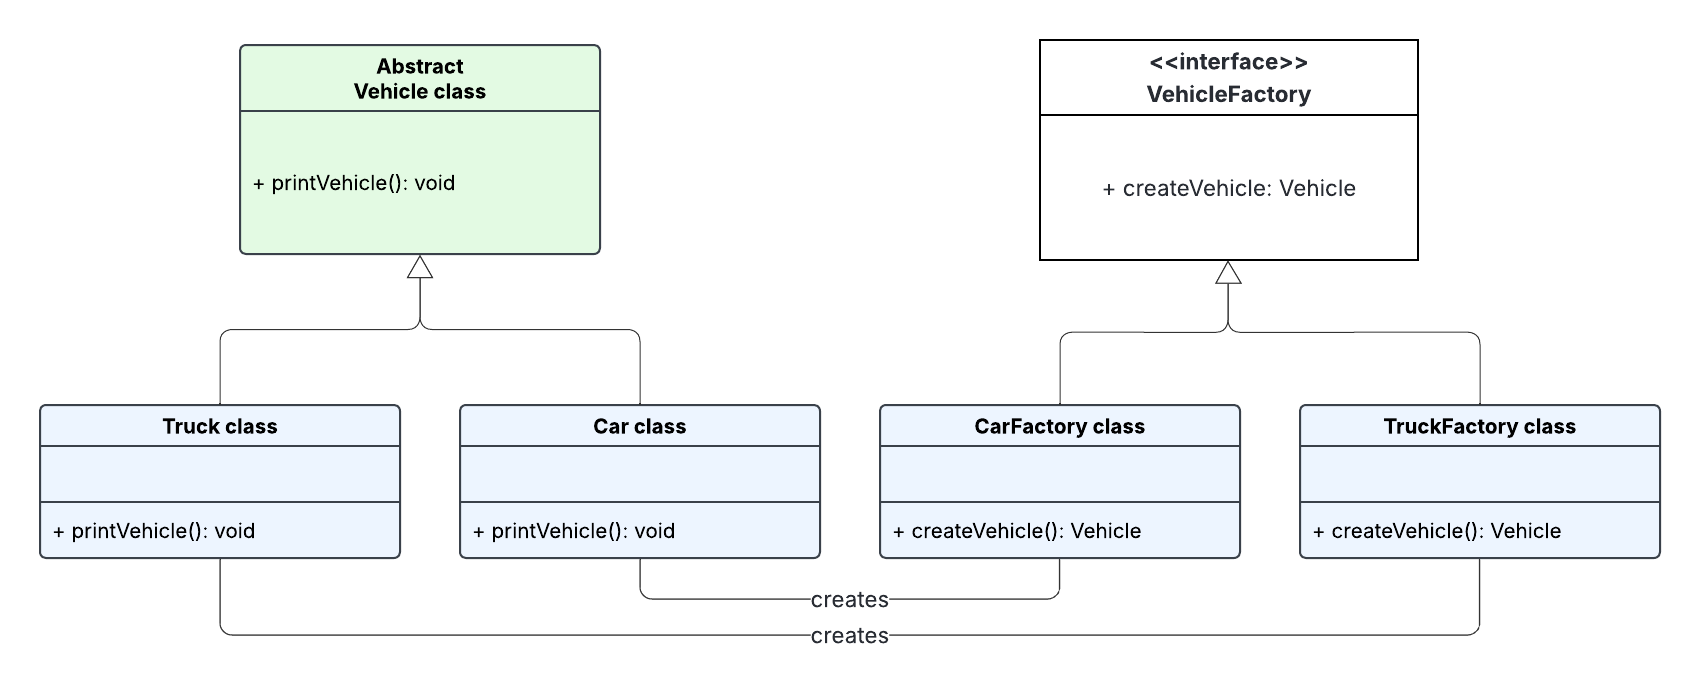 Abstract
Vehicle class
+ printVehicle(): void
<<interface>>
VehicleFactory
+ createVehicle: Vehicle
Truck class
+ printVehicle(): void
Car class
+ printVehicle(): void
CarFactory class
+ createVehicle(): Vehicle
TruckFactory class
+ createVehicle(): Vehicle
creates
creates